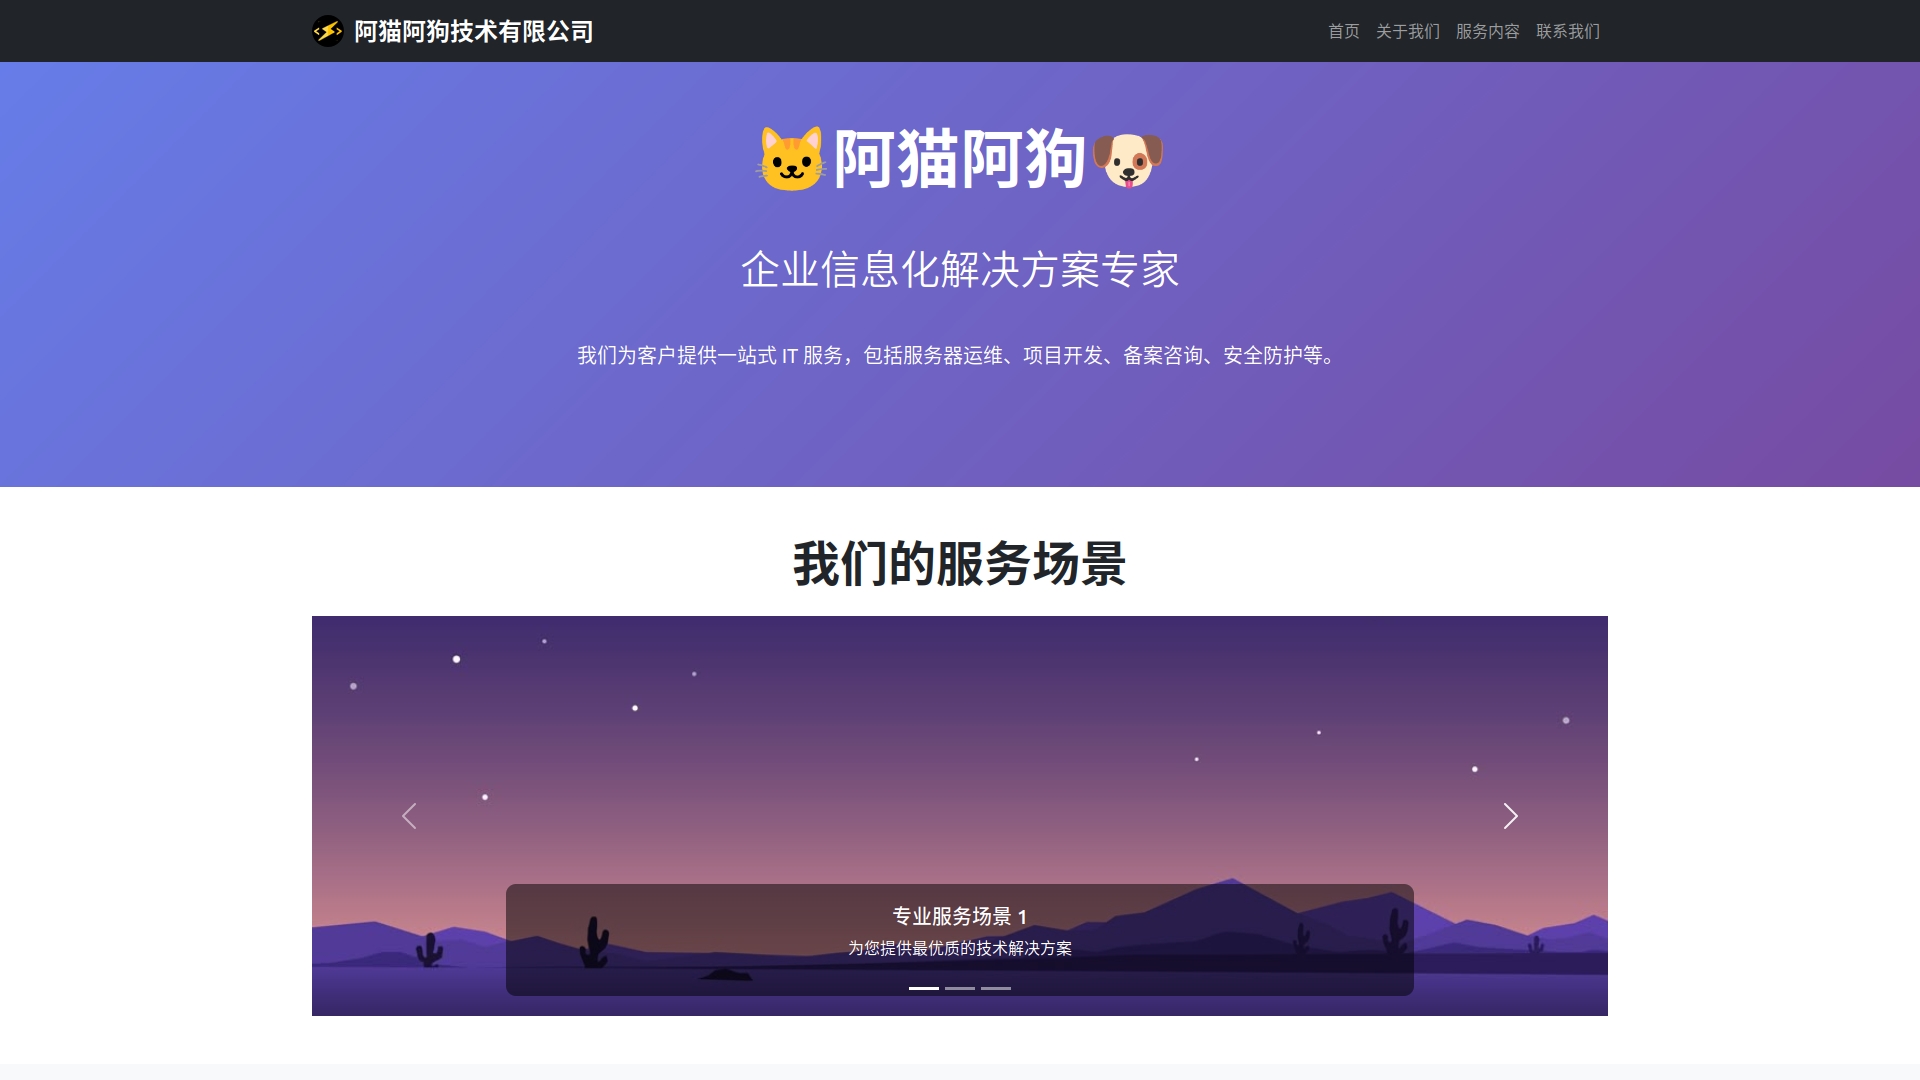 阿猫阿狗技术有限公司
首页 关于我们 服务内容 联系我们
🐱阿猫阿狗🐶
企业信息化解决方案专家
我们为客户提供一站式 IT 服务，包括服务器运维、项目开发、备案咨询、安全防护等。
我们的服务场景
专业服务场景 1
为您提供最优质的技术解决方案